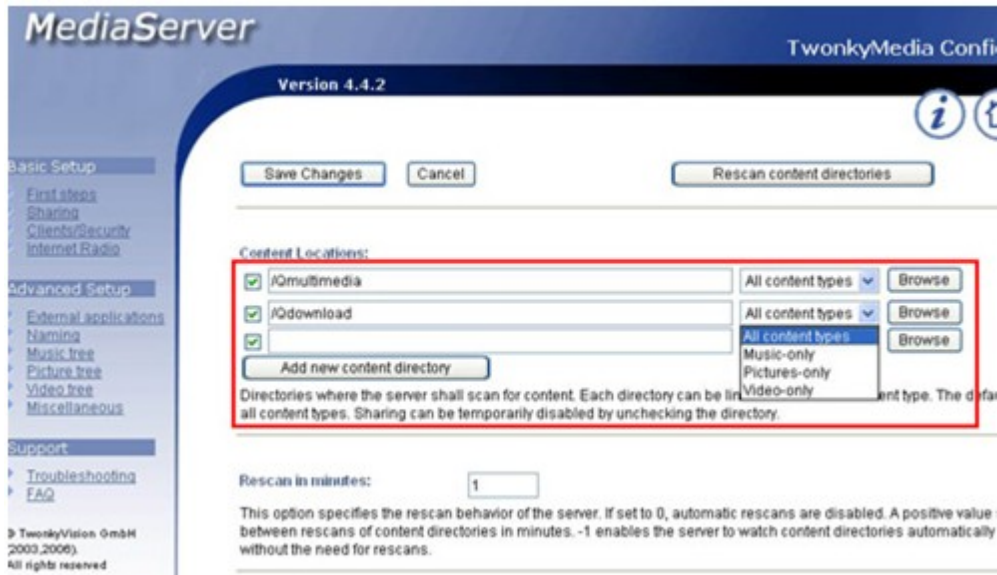 MediaServer
TwonkyMedia Confi
Version 4.4.2
Basic Setup
First steps
Sharing
Clients/Security
Internet Radio
Advanced Setup
External applications
Naming
Music tree
Picture tree
Video tree
Miscellaneous
Support
Troubleshooting
FAQ
© TwonkyVision GmbH
(2003,2006).
All rights reserved
Save Changes
Cancel
Rescan content directories
Content Locations:
/Qmultimedia
All content types
Browse
/Qdownload
All content types
Browse
All content types
Music-only
Pictures-only
Video-only
Browse
Add new content directory
Directories where the server shall scan for content. Each directory can be lin ent type. The defa
all content types. Sharing can be temporarily disabled by unchecking the directory.
Rescan in minutes:
1
This option specifies the rescan behavior of the server. If set to 0, automatic rescans are disabled. A positive value
between rescans of content directories in minutes. -1 enables the server to watch content directories automatically
without the need for rescans.